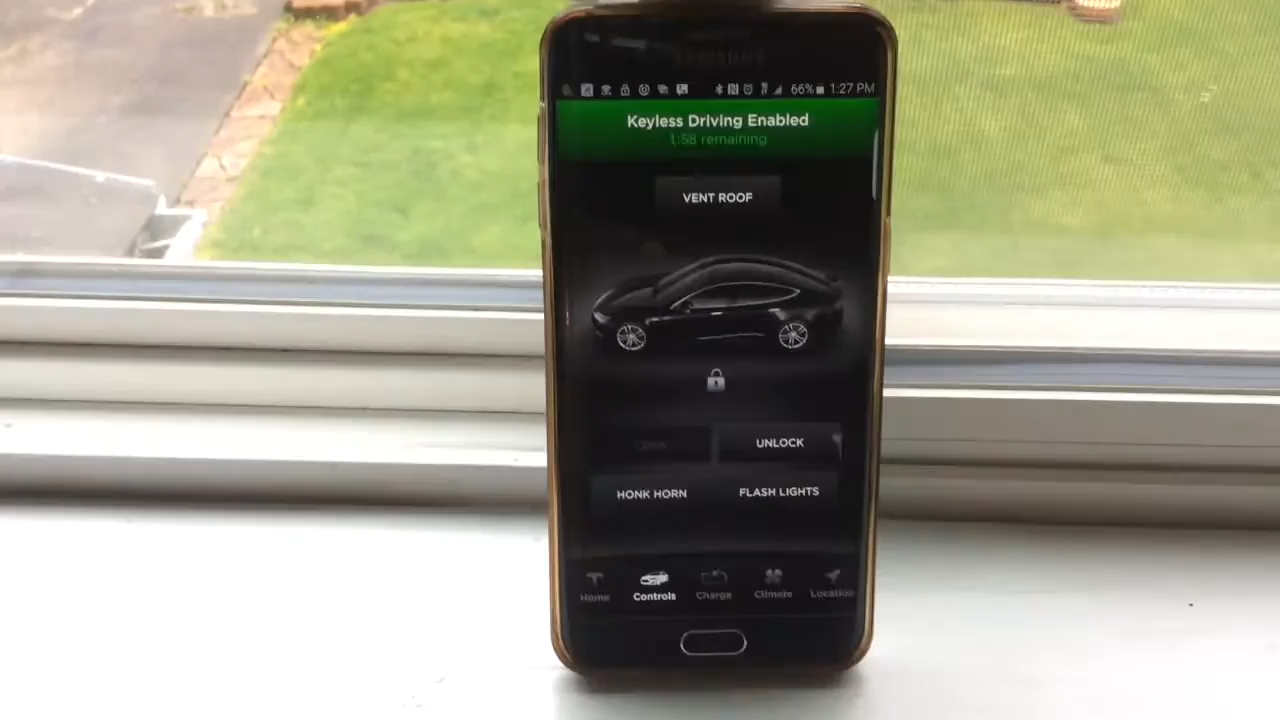 SAMSUNG
66% 1:27 PM
Keyless Driving Enabled
1:58 remaining
VENT ROOF
UNLOCK
HONK HORN
FLASH LIGHTS
Home
Controls
Charge
Climate
Location